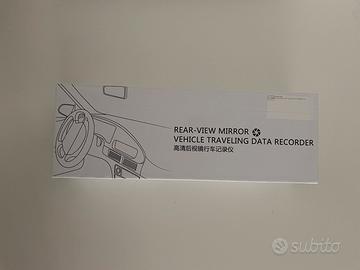 REAR-VIEW MIRROR
VEHICLE TRAVELING DATA RECORDER
高清后视镜行车记录仪
subito